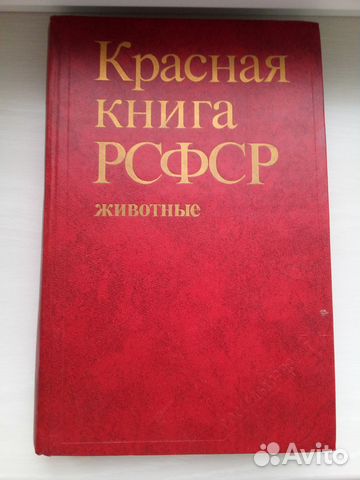 Красная
книга
РСФСР
животные
Avito